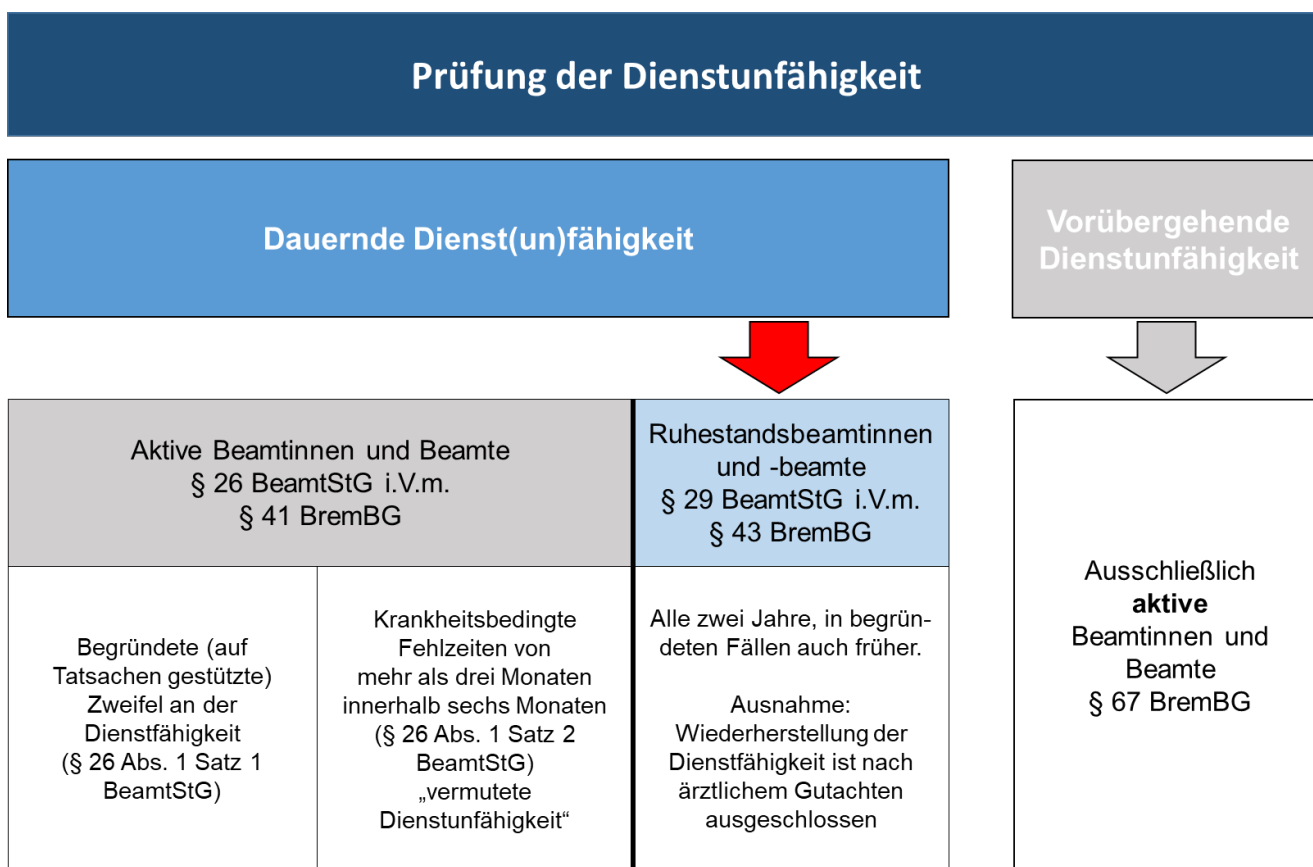 Prüfung der Dienstunfähigkeit
Dauernde Dienst(un)fähigkeit
Vorübergehende
Dienstunfähigkeit
Aktive Beamtinnen und Beamte
§ 26 BeamtStG i.V.m.
§ 41 BremBG
Ruhestandsbeamtinnen
und -beamte
§ 29 BeamtStG i.V.m.
§ 43 BremBG
Begründete (auf
Tatsachen gestützte)
Zweifel an der
Dienstfähigkeit
(§ 26 Abs. 1 Satz 1
BeamtStG)
Krankheitsbedingte
Fehlzeiten von
mehr als drei Monaten
innerhalb sechs Monaten
(§ 26 Abs. 1 Satz 2
BeamtStG)
„vermutete
Dienstunfähigkeit“
Alle zwei Jahre, in begrün-
deten Fällen auch früher.
Ausnahme:
Wiederherstellung der
Dienstfähigkeit ist nach
ärztlichem Gutachten
ausgeschlossen
Ausschließlich
aktive
Beamtinnen und
Beamte
§ 67 BremBG